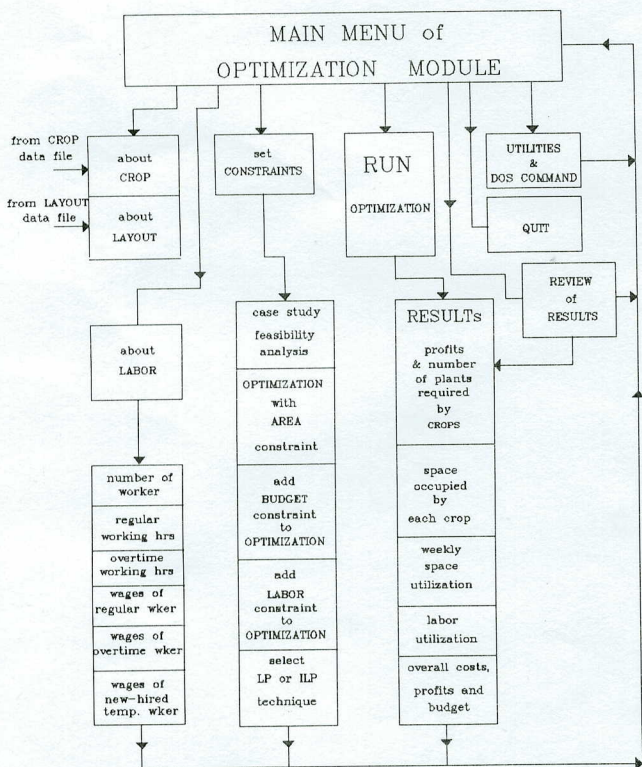 MAIN MENU of
OPTIMIZATION MODULE
from CROP
data file
about
CROP
from LAYOUT
data file
about
LAYOUT
set
CONSTRAINTS
RUN
OPTIMIZATION
UTILITIES
&
DOS COMMAND
QUIT
REVIEW
of
RESULTS
about
LABOR
number of
worker
regular
working hrs
overtime
working hrs
wages of
regular wker
wages of
overtime wker
wages of
new-hired
temp. wker
case study
feasibility
analysis
OPTIMIZATION
with
AREA
constraint
add
BUDGET
constraint
to
OPTIMIZATION
add
LABOR
constraint
to
OPTIMIZATION
select
LP or ILP
technique
RESULTs
profits
& number
of plants
required
by
CROPS
space
occupied
by
each crop
weekly
space
utilization
labor
utilization
overall costs,
profits and
budget